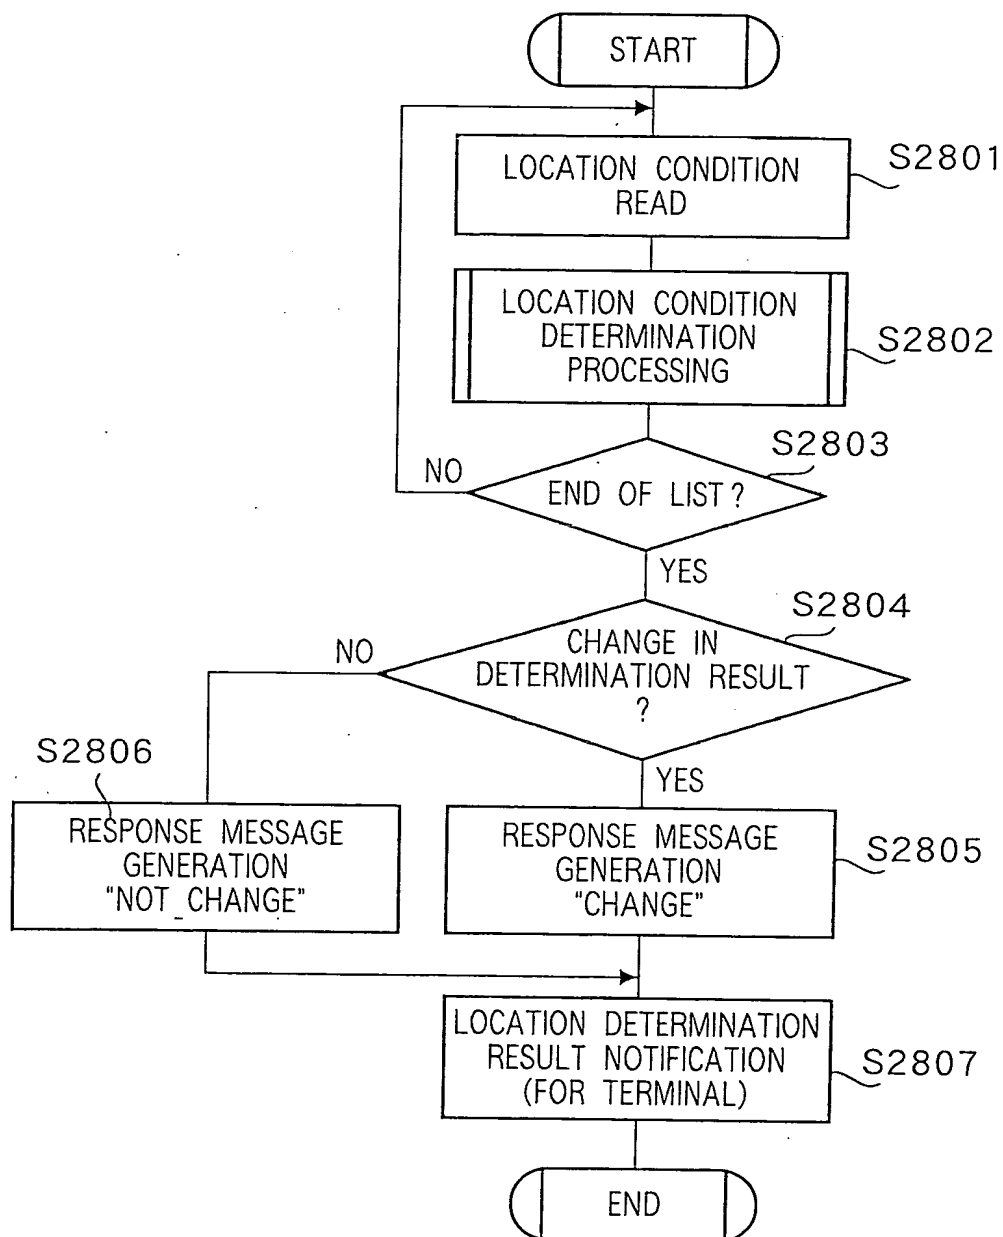 START
LOCATION CONDITION
READ
S2801
LOCATION CONDITION
DETERMINATION
PROCESSING
S2802
S2803
NO
END OF LIST?
YES
S2804
NO
CHANGE IN
DETERMINATION RESULT
?
S2806
YES
RESPONSE MESSAGE
GENERATION
"NOT_CHANGE"
RESPONSE MESSAGE
GENERATION
"CHANGE"
S2805
LOCATION DETERMINATION
RESULT NOTIFICATION
(FOR TERMINAL)
S2807
END